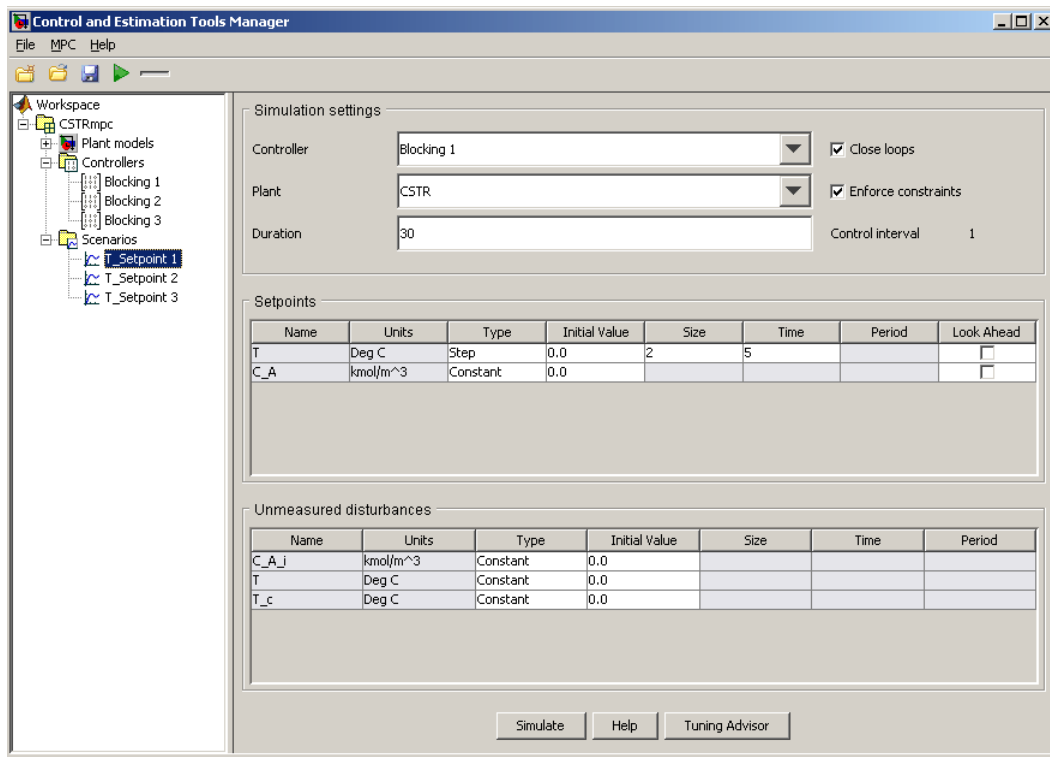 Control and Estimation Tools Manager
File MPC Help
Workspace
CSTRmpc
Plant models
Controllers
Blocking 1
Blocking 2
Blocking 3
Scenarios
T_Setpoint 1
T_Setpoint 2
T_Setpoint 3
Simulation settings
Controller Blocking 1 Close loops
Plant CSTR Enforce constraints
Duration 30 Control interval 1
Setpoints
Name Units Type Initial Value Size Time Period Look Ahead
T Deg C Step 0.0 2 5
C_A kmol/m^3 Constant 0.0
Unmeasured disturbances
Name Units Type Initial Value Size Time Period
C_A_i kmol/m^3 Constant 0.0
T Deg C Constant 0.0
T_c Deg C Constant 0.0
Simulate Help Tuning Advisor